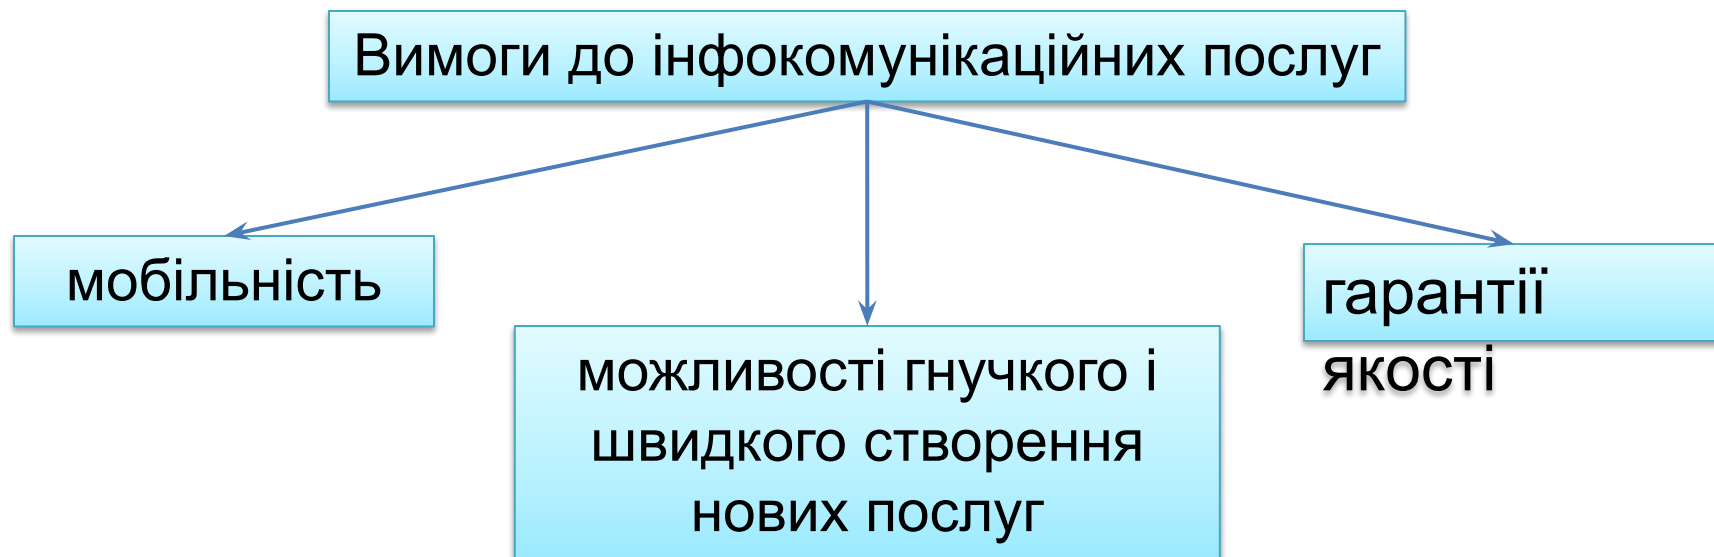 Вимоги до інфокомунікаційних послуг
мобільність
можливості гнучкого і
швидкого створення
нових послуг
гарантії
якості